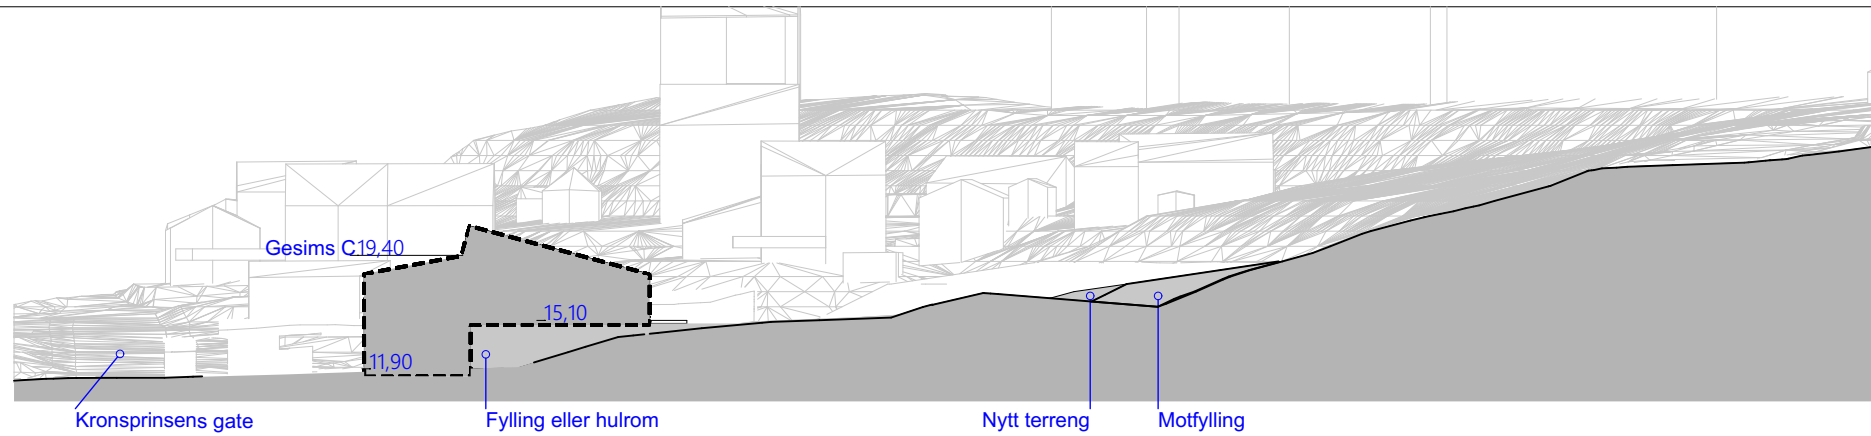 Gesims C19,40
15,10
11,90
Kronsprinsens gate
Fylling eller hulrom
Nytt terreng
Motfylling